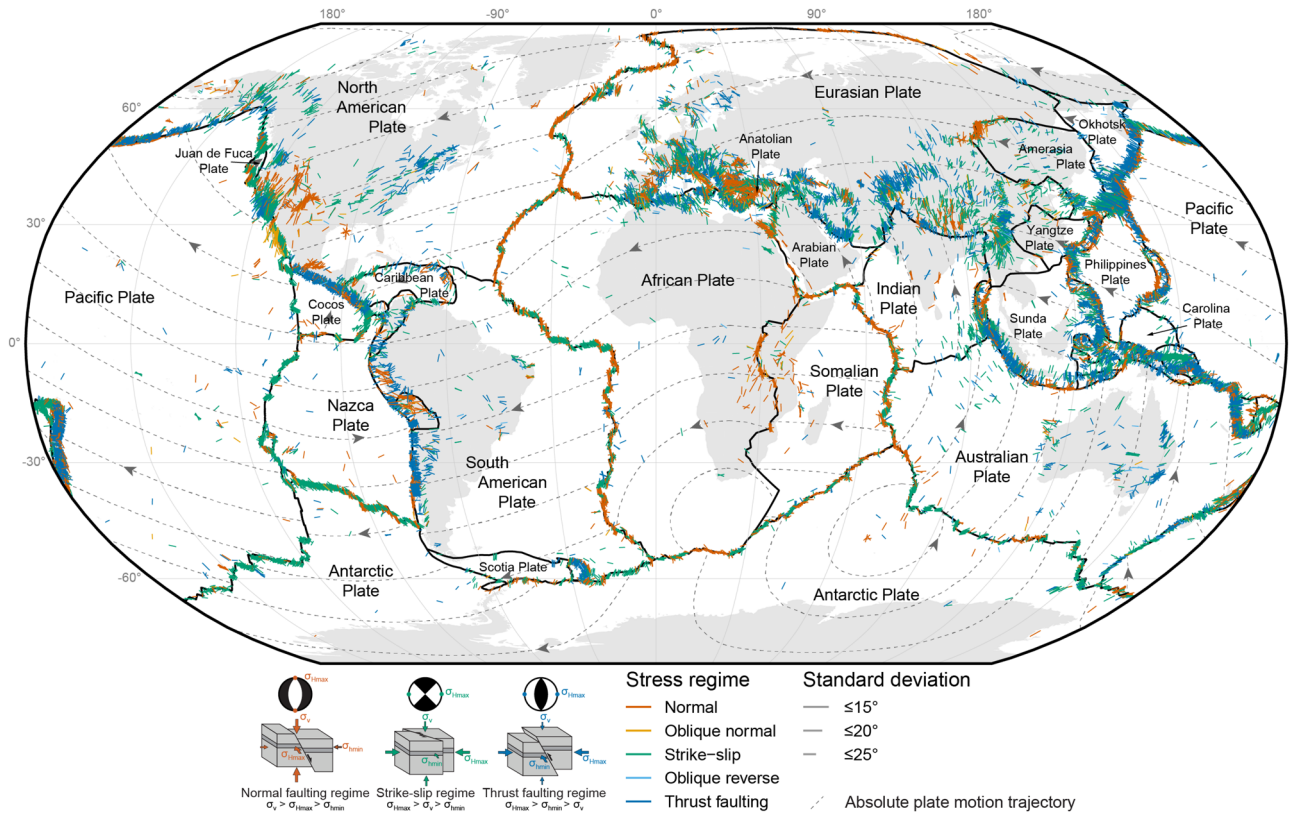 180° -90° 0° 90° 180°
60°
30°
0°
-30°
-60°
North
American
Plate
Eurasian Plate
Okhotsk
Plate
Anatolian
Plate
Amerasia
Plate
Juan de Fuca
Plate
Pacific
Plate
Yangtze
Plate
Arabian
Plate
Philippines
Plate
African Plate
Indian
Plate
Caribbean
Plate
Pacific Plate
Cocos
Plate
Carolina
Plate
Sunda
Plate
Somalian
Plate
Nazca
Plate
South
American
Plate
Australian
Plate
Scotia Plate
Antarctic
Plate
Antarctic Plate
σHmax
σv
σHmax
σhmin
Normal faulting regime
σv > σHmax > σhmin
σHmax
σv
σhmin
σHmax
Strike-slip regime
σHmax > σv > σhmin
σHmax
σv
σhmin
σHmax
Thrust faulting regime
σHmax > σhmin > σv
Stress regime
Normal
Oblique normal
Strike−slip
Oblique reverse
Thrust faulting
Standard deviation
≤15°
≤20°
≤25°
Absolute plate motion trajectory